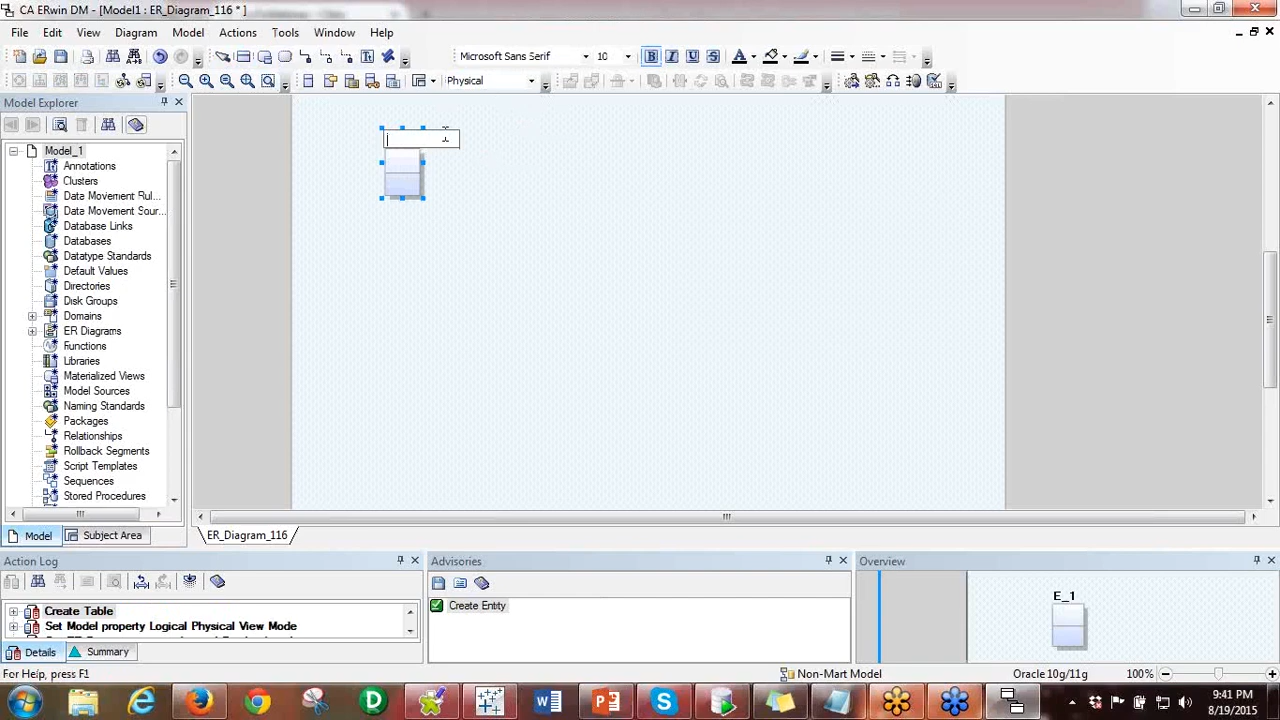 CA ERwin DM - [Model1 : ER_Diagram_116 * ]
File Edit View Diagram Model Actions Tools Window Help
Microsoft Sans Serif 10 B I U S A
Physical
Model Explorer
Model_1
Annotations
Clusters
Data Movement Rul...
Data Movement Sour...
Database Links
Databases
Datatype Standards
Default Values
Directories
Disk Groups
Domains
ER Diagrams
Functions
Libraries
Materialized Views
Model Sources
Naming Standards
Packages
Relationships
Rollback Segments
Script Templates
Sequences
Stored Procedures
Model Subject Area
ER_Diagram_116
Action Log
Create Table
Set Model property Logical Physical View Mode
Details Summary
Advisories
Create Entity
Overview
E_1
For Help, press F1
Non-Mart Model Oracle 10g/11g 100%
9:41 PM
8/19/2015